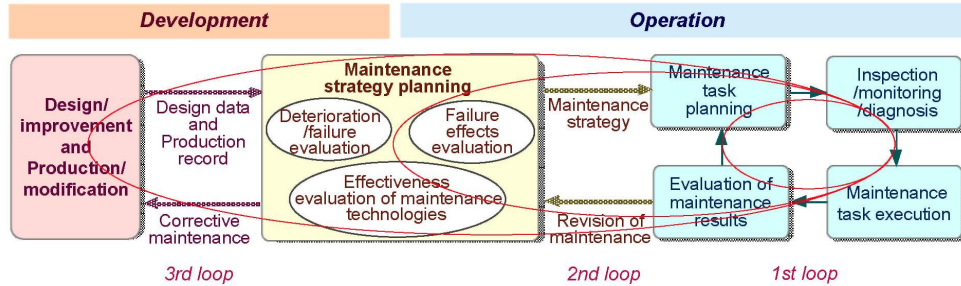 Development
Operation
Design/
improvement
and
Production/
modification
Design data
and
Production
record
Corrective
maintenance
Maintenance
strategy planning
Deterioration
/failure
evaluation
Failure
effects
evaluation
Effectiveness
evaluation of maintenance
technologies
Maintenance
strategy
Revision of
maintenance
Maintenance
task
planning
Inspection
/monitoring
/diagnosis
Evaluation of
maintenance
results
Maintenance
task execution
3rd loop
2nd loop
1st loop